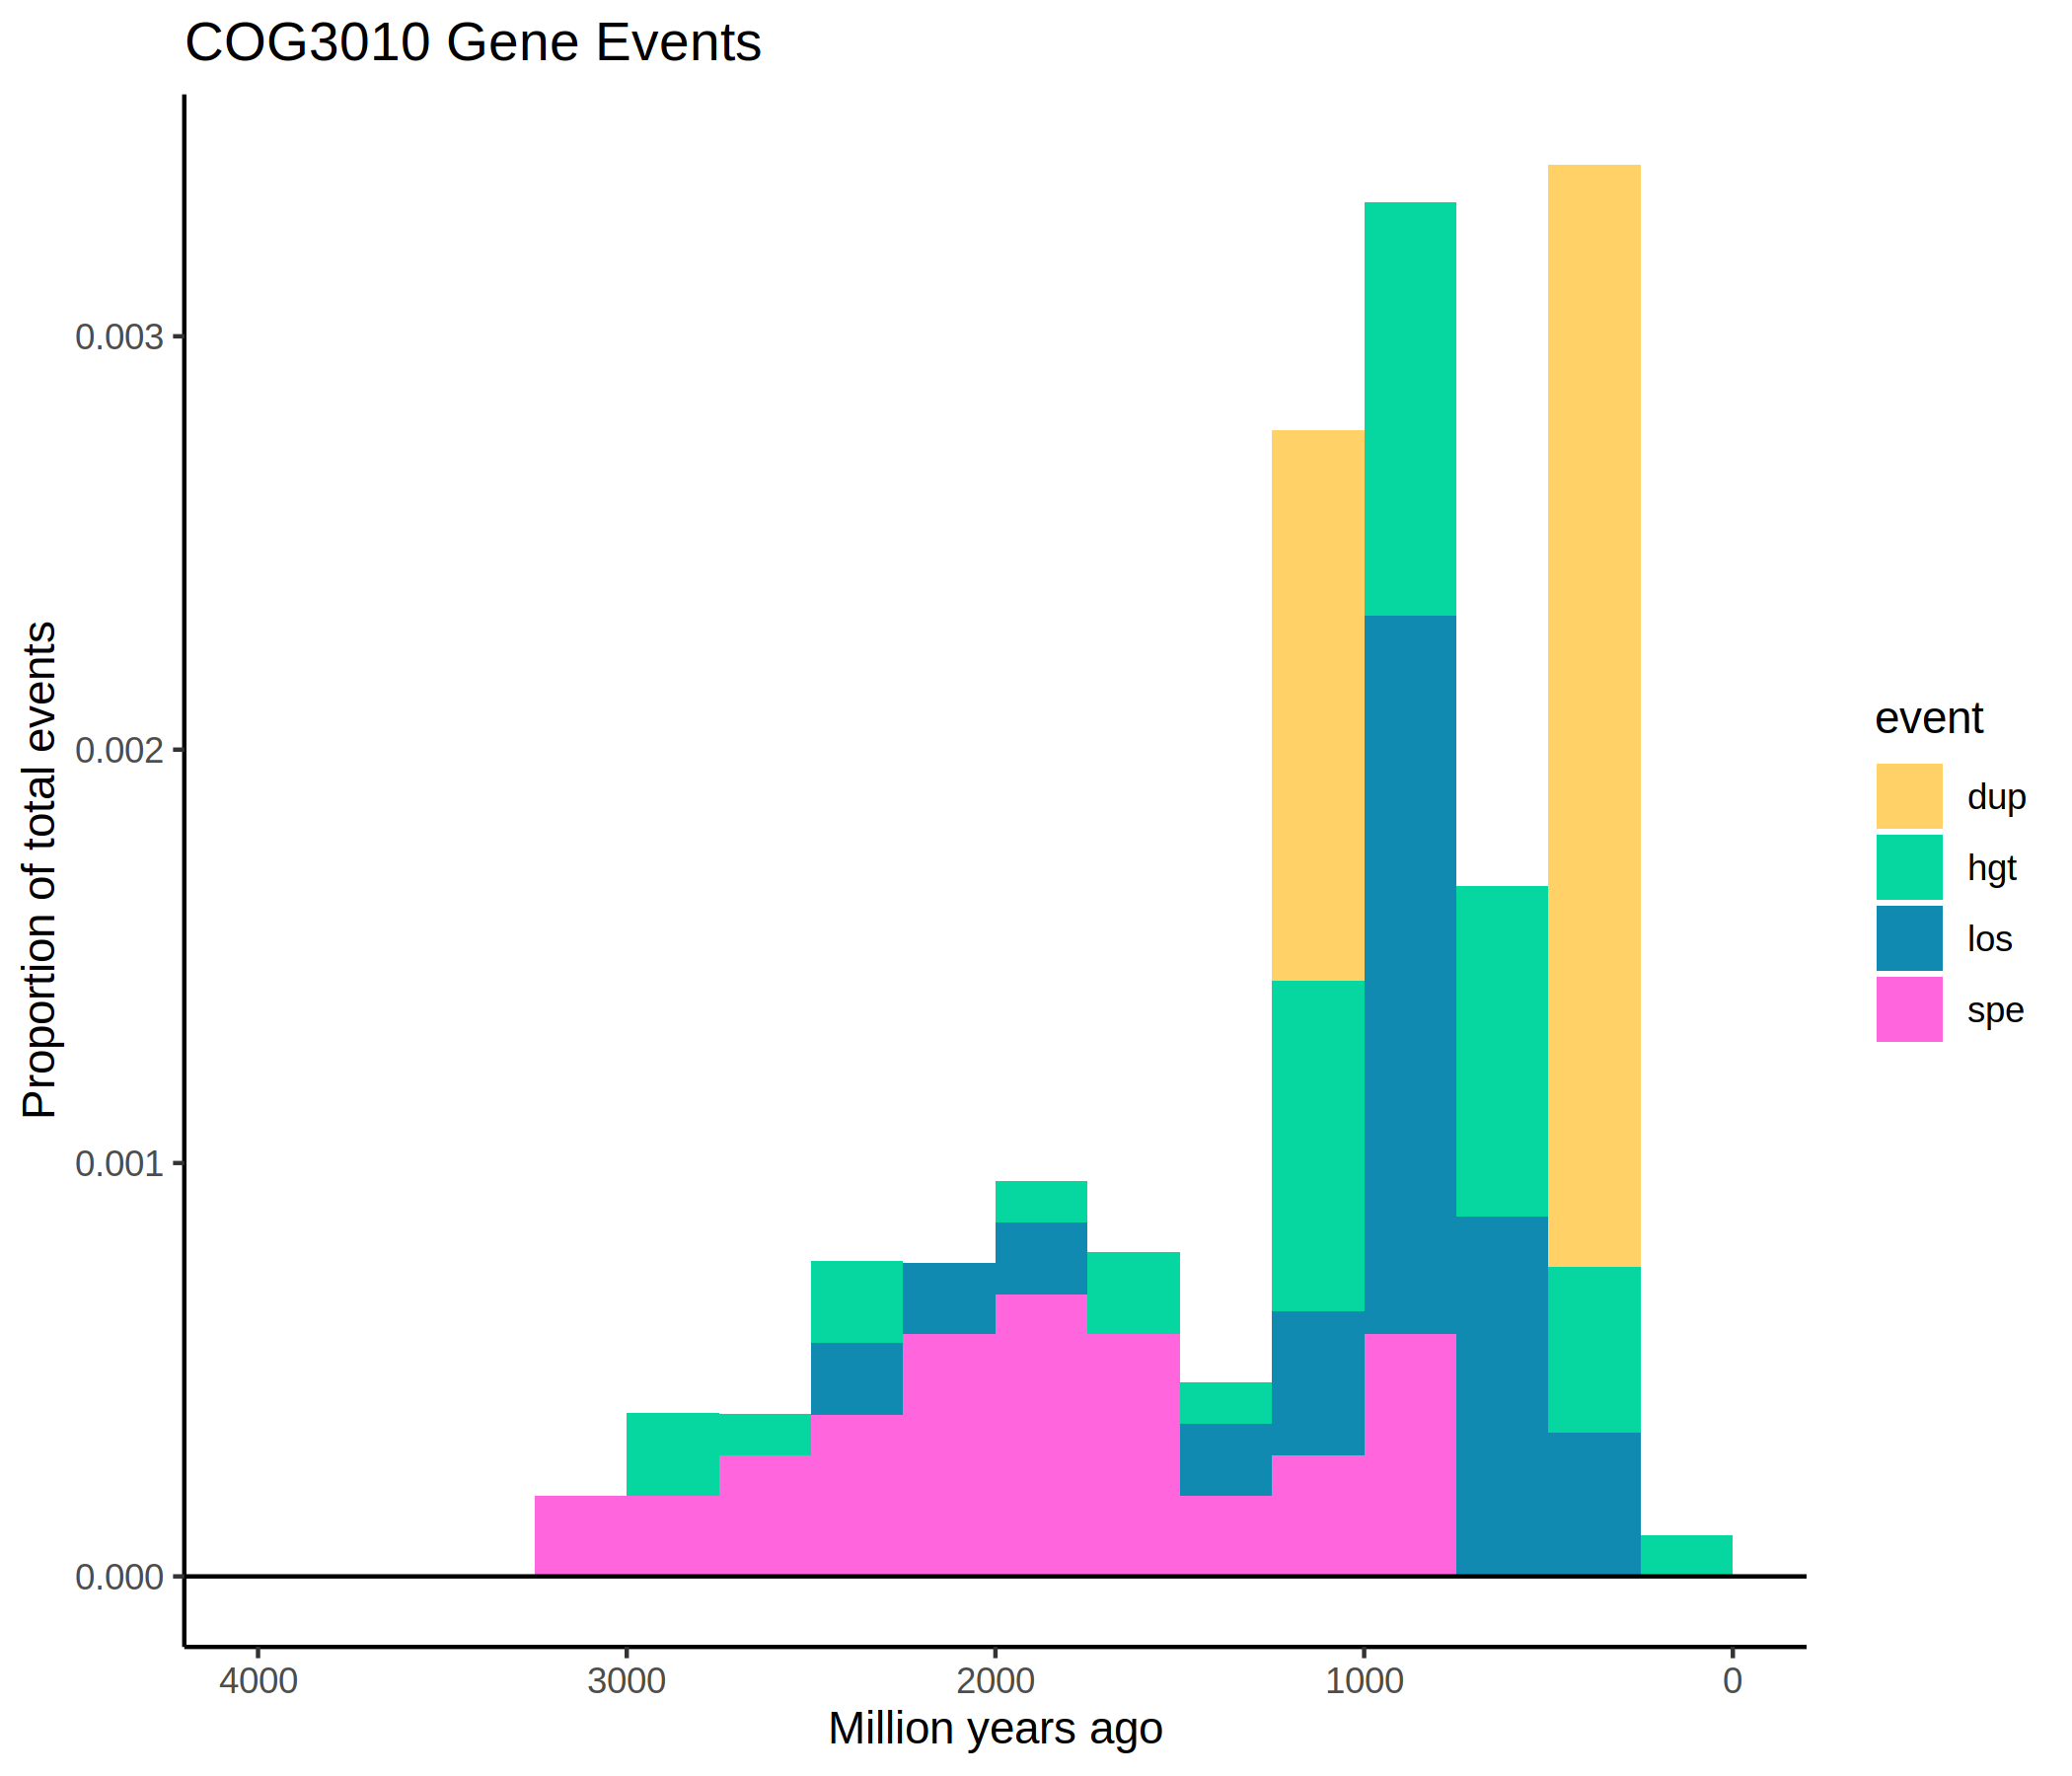 COG3010 Gene Events
Proportion of total events
0.003
0.002
0.001
0.000
4000 3000 2000 1000 0
Million years ago
event
dup
hgt
los
spe